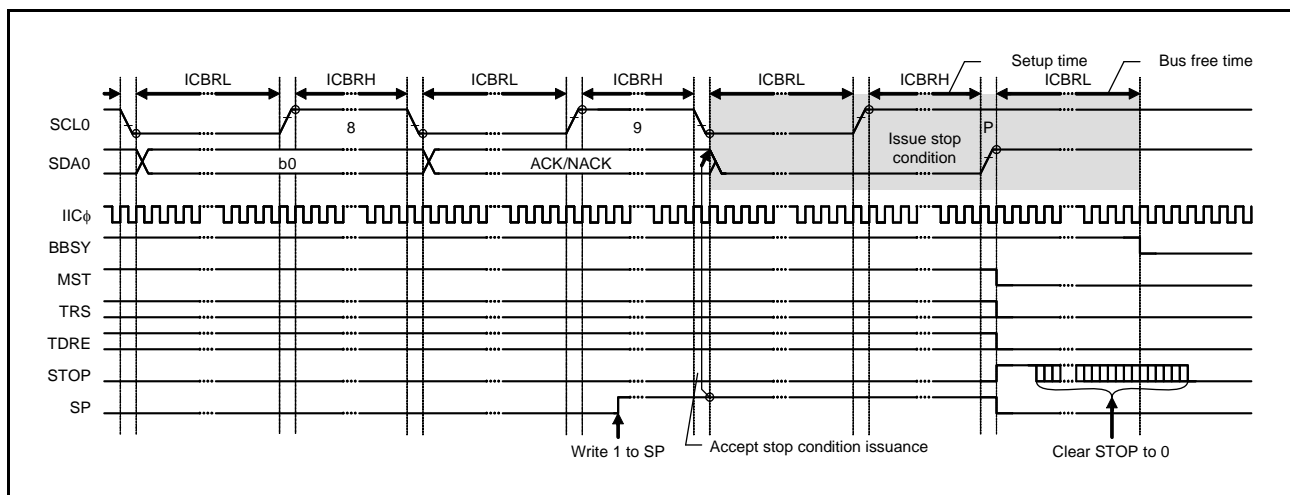 Setup time
Bus free time
ICBRL
ICBRH
ICBRL
ICBRH
ICBRL
ICBRH
ICBRL
SCL0
8
9
P
Issue stop
condition
SDA0
b0
ACK/NACK
IICϕ
BBSY
MST
TRS
TDRE
STOP
SP
Write 1 to SP
Accept stop condition issuance
Clear STOP to 0